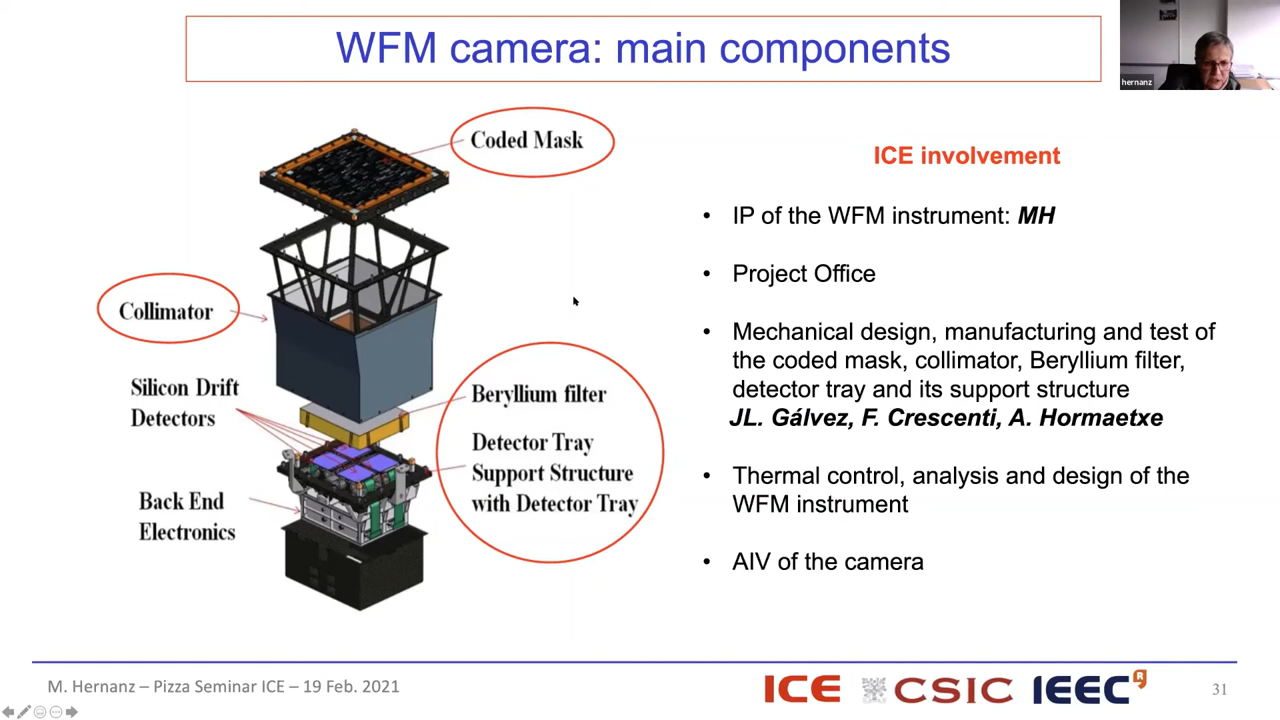 WFM camera: main components
hernanz
Coded Mask
Collimator
Silicon Drift
Detectors
Back End
Electronics
Beryllium filter
Detector Tray
Support Structure
with Detector Tray
ICE involvement
• IP of the WFM instrument: MH
• Project Office
• Mechanical design, manufacturing and test of
the coded mask, collimator, Beryllium filter,
detector tray and its support structure
JL. Gálvez, F. Crescenti, A. Hormaetxe
• Thermal control, analysis and design of the
WFM instrument
• AIV of the camera
M. Hernanz – Pizza Seminar ICE – 19 Feb. 2021
ICE
CSIC
IEEC R
31